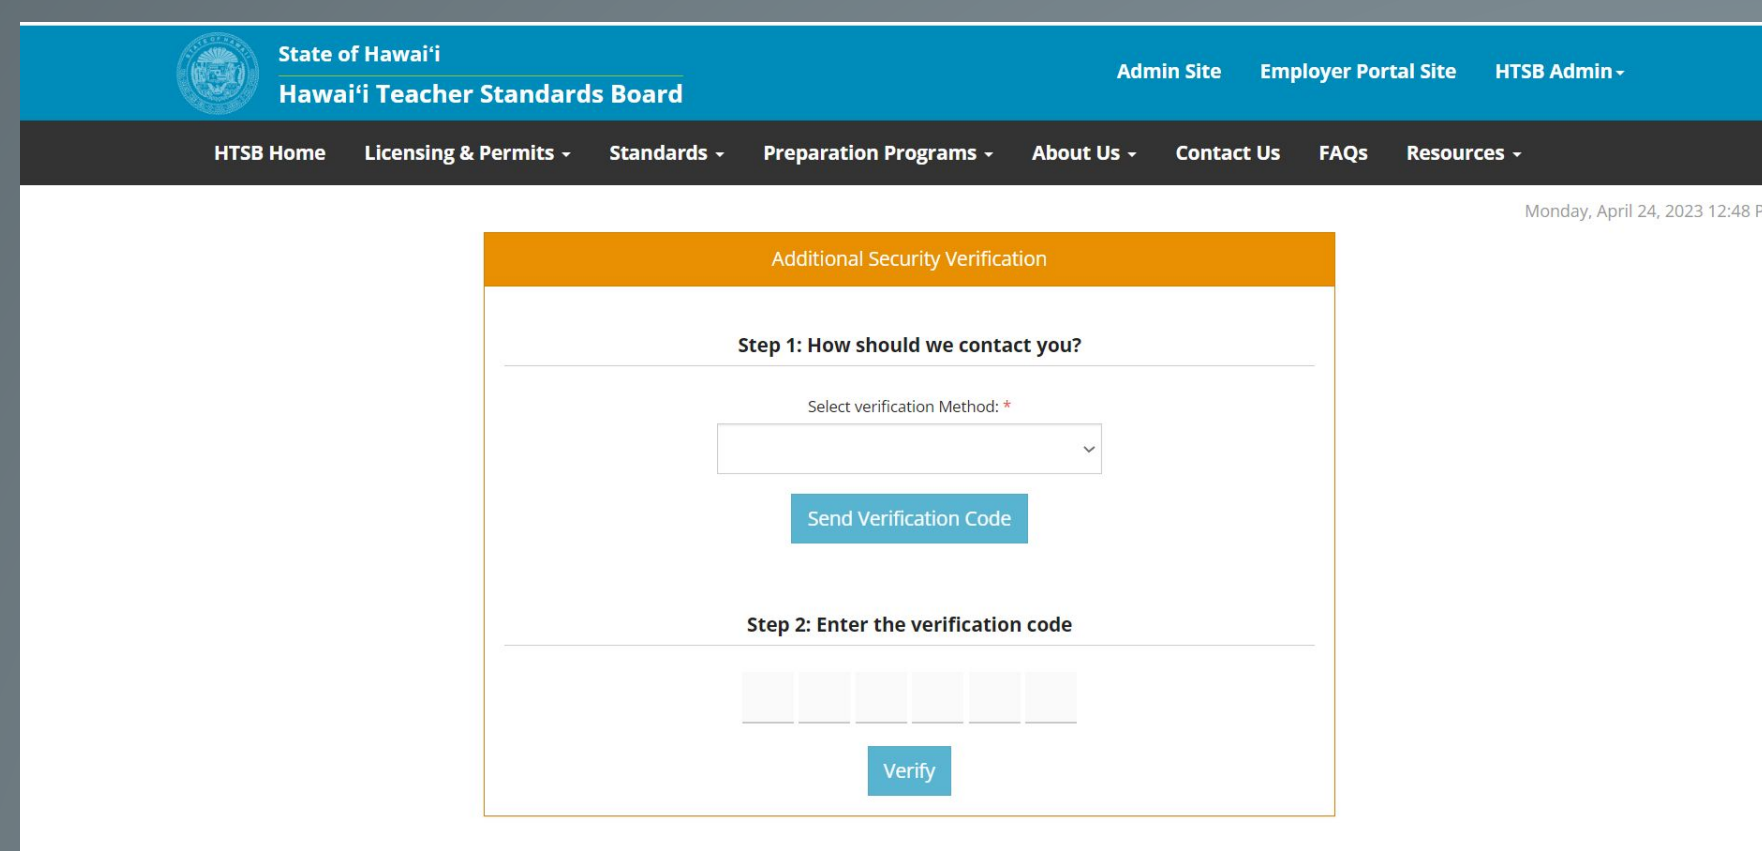 State of Hawaiʻi
Hawaiʻi Teacher Standards Board
Admin Site Employer Portal Site HTSB Admin
HTSB Home Licensing & Permits Standards Preparation Programs About Us Contact Us FAQs Resources
Monday, April 24, 2023 12:48 P
Additional Security Verification
Step 1: How should we contact you?
Select verification Method: *
Send Verification Code
Step 2: Enter the verification code
Verify